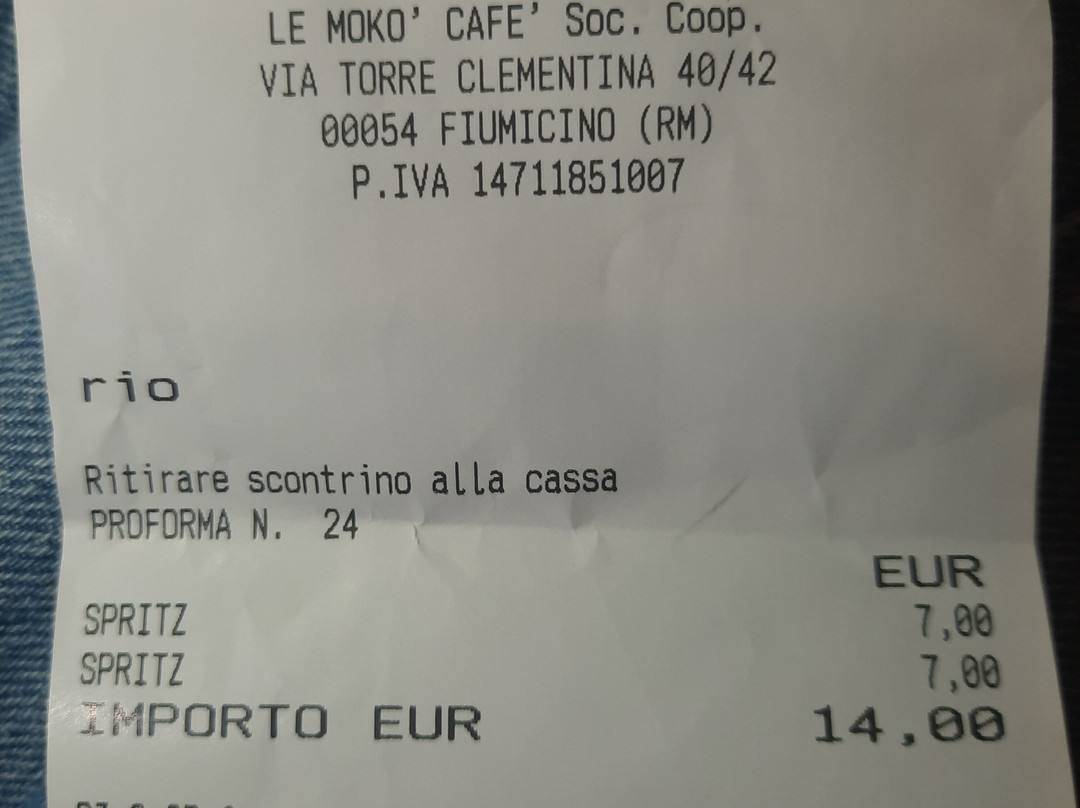 LE MOKO' CAFE' Soc. Coop.
VIA TORRE CLEMENTINA 40/42
00054 FIUMICINO (RM)
P.IVA 14711851007
rio
Ritirare scontrino alla cassa
PROFORMA N. 24
EUR
SPRITZ 7,00
SPRITZ 7,00
IMPORTO EUR 14,00